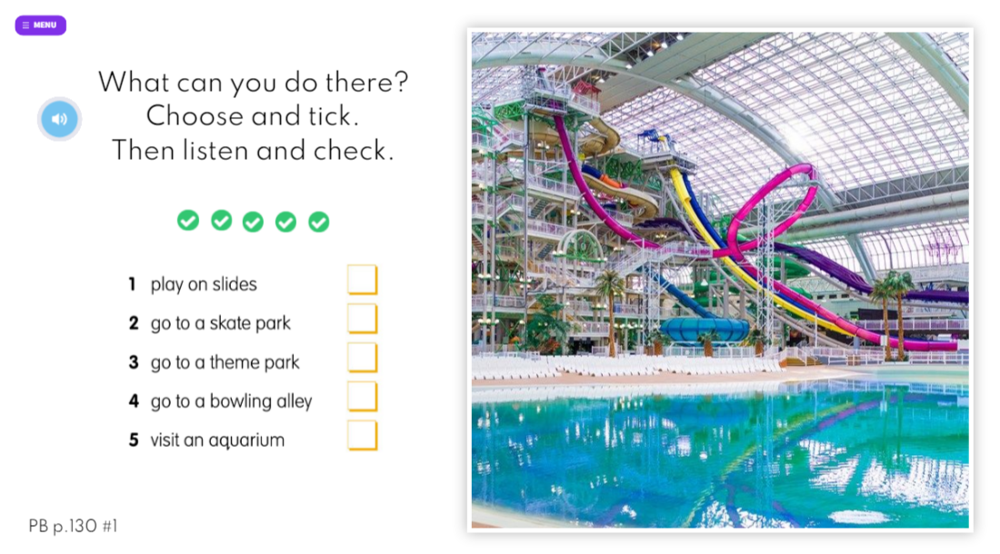 MENU
What can you do there?
Choose and tick.
Then listen and check.
1 play on slides
2 go to a skate park
3 go to a theme park
4 go to a bowling alley
5 visit an aquarium
PB p.130 #1